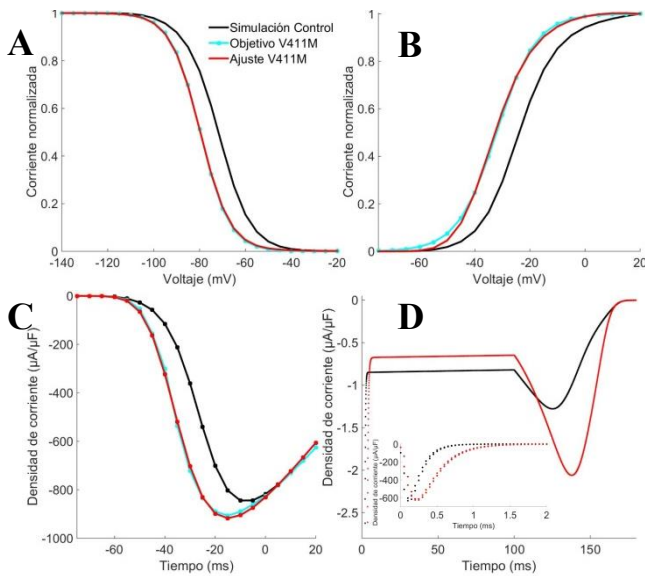 A
Simulación Control
Objetivo V411M
Ajuste V411M
Corriente normalizada
1
0.8
0.6
0.4
0.2
0
-140 -120 -100 -80 -60 -40 -20
Voltaje (mV)
B
Corriente normalizada
1
0.8
0.6
0.4
0.2
0
-60 -40 -20 0 20
Voltaje (mV)
C
Densidad de corriente (µA/µF)
0
-200
-400
-600
-800
-1000
-60 -40 -20 0 20
Tiempo (ms)
D
Densidad de corriente (µA/µF)
0
-0.5
-1
-1.5
-2
-2.5
0 50 100 150
Tiempo (ms)
Densidad de corriente (µA/µF)
0
-200
-400
-600
0 0.5 1 1.5 2
Tiempo (ms)